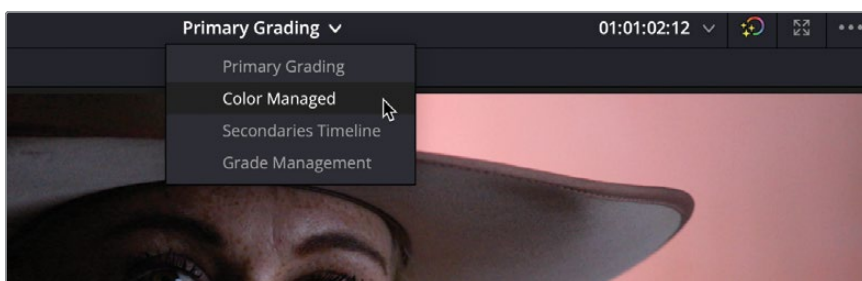 Primary Grading
01:01:02:12
Primary Grading
Color Managed
Secondaries Timeline
Grade Management